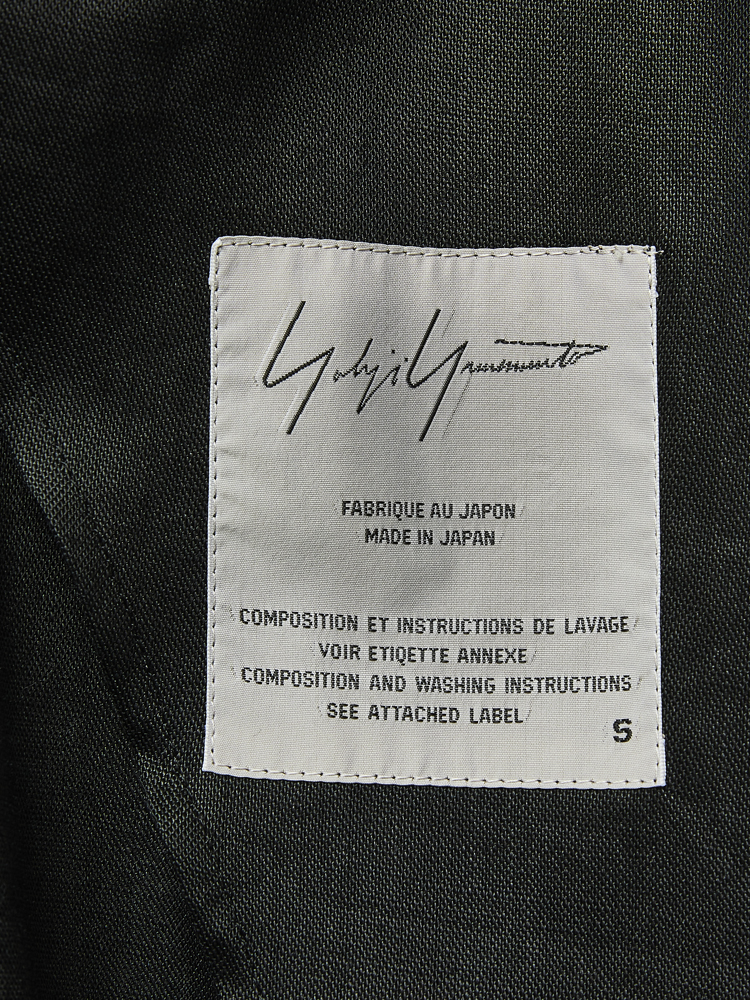 Yohji Yamamoto
FABRIQUE AU JAPON
MADE IN JAPAN
COMPOSITION ET INSTRUCTIONS DE LAVAGE
VOIR ETIQETTE ANNEXE
COMPOSITION AND WASHING INSTRUCTIONS
SEE ATTACHED LABEL
S